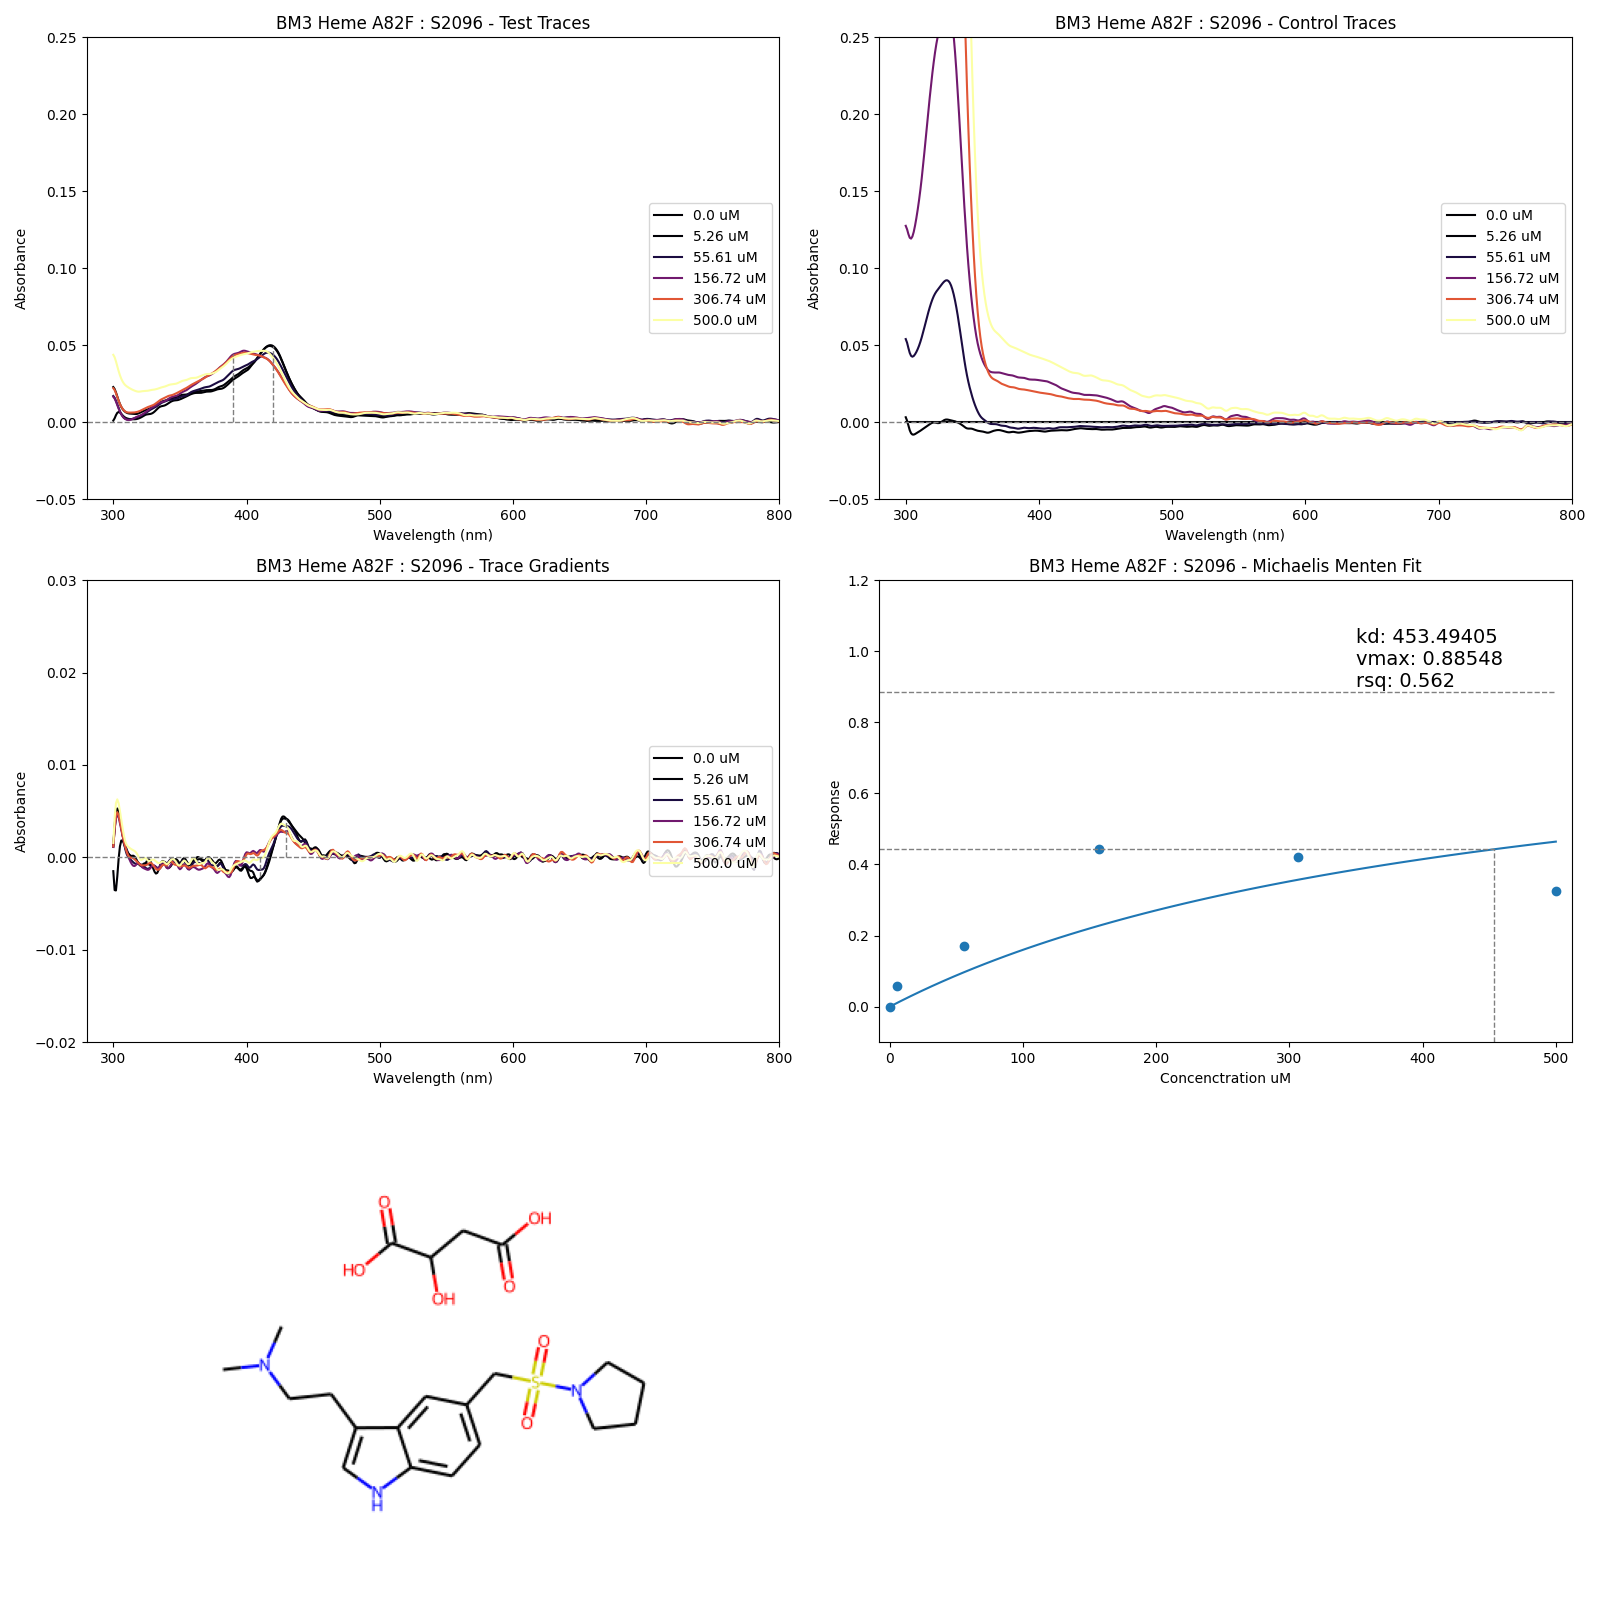 BM3 Heme A82F : S2096 - Test Traces
0.25
0.20
0.15
0.10
0.05
0.00
−0.05
Absorbance
300
400
500
600
700
800
Wavelength (nm)
0.0 uM
5.26 uM
55.61 uM
156.72 uM
306.74 uM
500.0 uM
BM3 Heme A82F : S2096 - Control Traces
0.25
0.20
0.15
0.10
0.05
0.00
−0.05
Absorbance
300
400
500
600
700
800
Wavelength (nm)
0.0 uM
5.26 uM
55.61 uM
156.72 uM
306.74 uM
500.0 uM
BM3 Heme A82F : S2096 - Trace Gradients
0.03
0.02
0.01
0.00
−0.01
−0.02
Absorbance
300
400
500
600
700
800
Wavelength (nm)
0.0 uM
5.26 uM
55.61 uM
156.72 uM
306.74 uM
500.0 uM
BM3 Heme A82F : S2096 - Michaelis Menten Fit
1.2
1.0
0.8
0.6
0.4
0.2
0.0
Response
kd: 453.49405
vmax: 0.88548
rsq: 0.562
0
100
200
300
400
500
Concenctration uM
O
OH
HO
O
OH
N
O
S
N
O
N
H